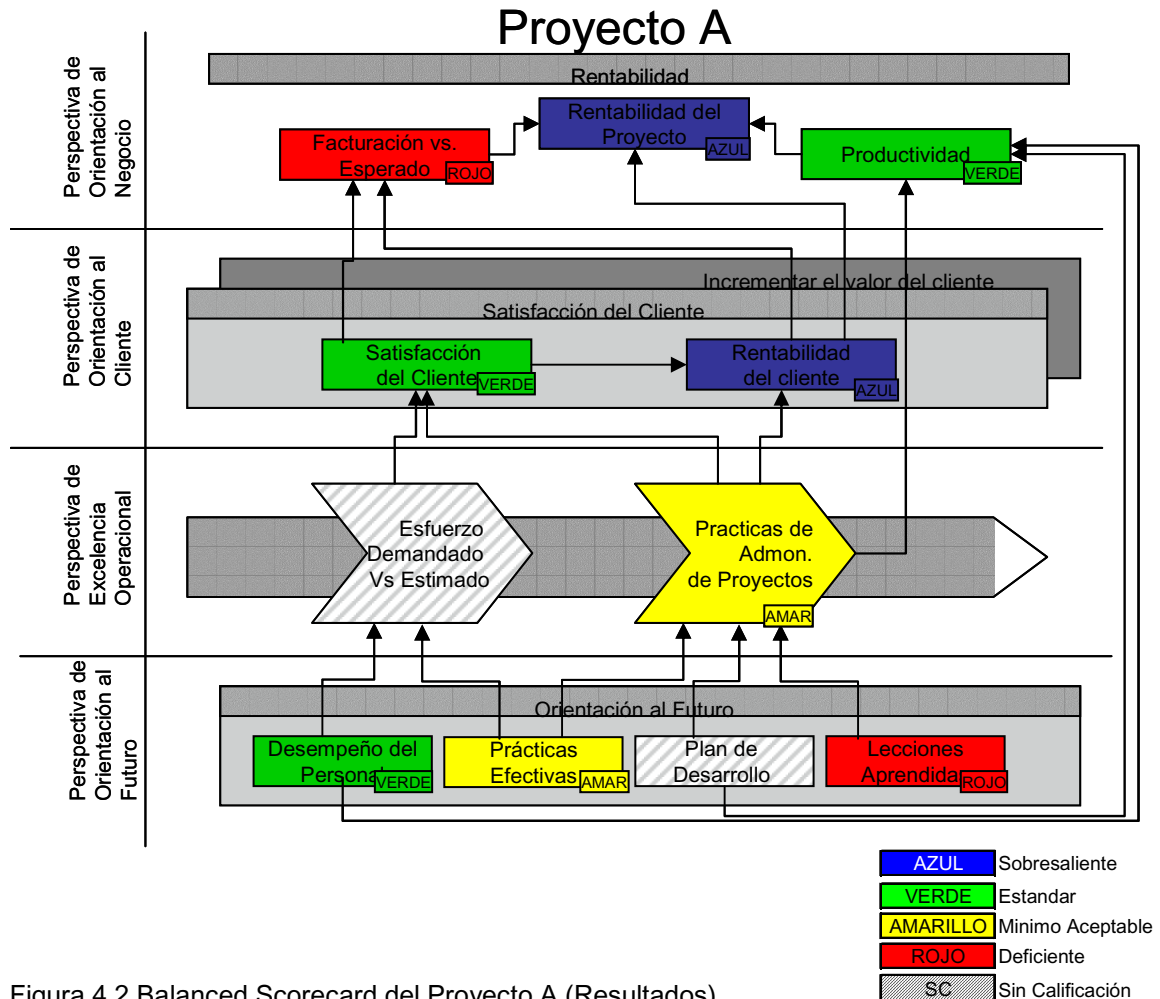 Proyecto A
Perspectiva de
Orientación al
Negocio
Rentabilidad
Rentabilidad del
Proyecto
AZUL
Facturación vs.
Esperado
ROJO
Productividad
VERDE
Perspectiva de
Orientación al
Cliente
Incrementar el valor del cliente
Satisfacción del Cliente
Satisfacción
del Cliente
VERDE
Rentabilidad
del cliente
AZUL
Perspectiva de
Excelencia
Operacional
Esfuerzo
Demandado
Vs Estimado
Practicas de
Admon.
de Proyectos
AMAR
Perspectiva de
Orientación al
Futuro
Orientación al Futuro
Desempeño del
Personal
VERDE
Prácticas
Efectivas
AMAR
Plan de
Desarrollo
Lecciones
Aprendida
ROJO
AZUL Sobresaliente
VERDE Estandar
AMARILLO Minimo Aceptable
ROJO Deficiente
SC Sin Calificación
Figura 4.2 Balanced Scorecard del Proyecto A (Resultados)